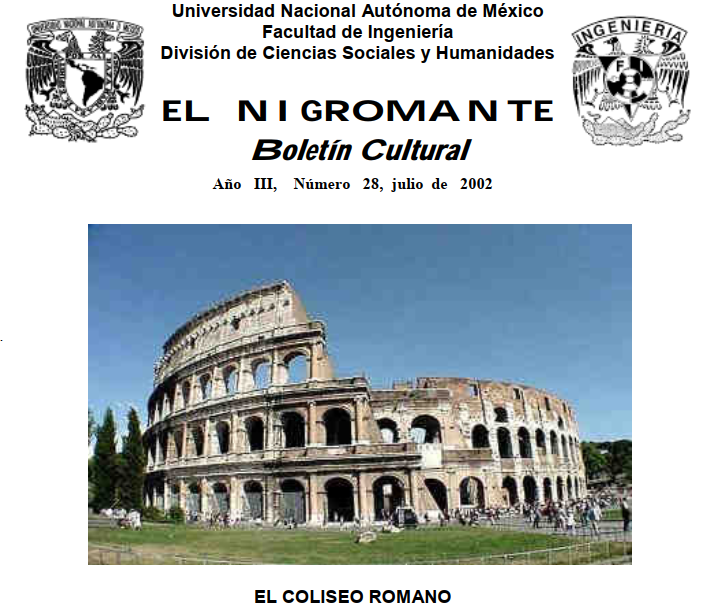 Universidad Nacional Autónoma de México
Facultad de Ingeniería
División de Ciencias Sociales y Humanidades
INGENIERIA
EL NIGROMANTE
Boletín Cultural
Año III, Número 28, julio de 2002
EL COLISEO ROMANO